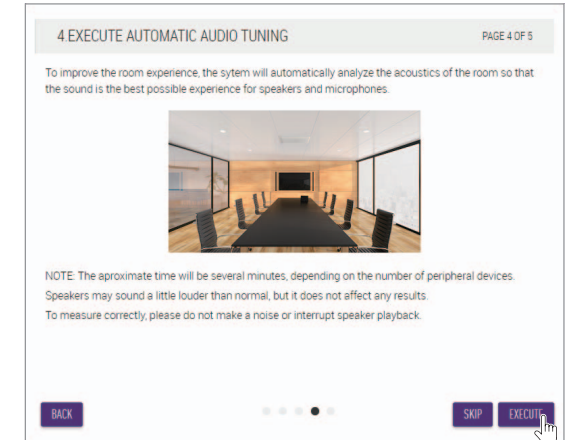 4.EXECUTE AUTOMATIC AUDIO TUNING
PAGE 4 OF 5
To improve the room experience, the sytem will automatically analyze the acoustics of the room so that
the sound is the best possible experience for speakers and microphones.
NOTE: The aproximate time will be several minutes, depending on the number of peripheral devices.
Speakers may sound a little louder than normal, but it does not affect any results.
To measure correctly, please do not make a noise or interrupt speaker playback.
BACK
SKIP
EXECUTE